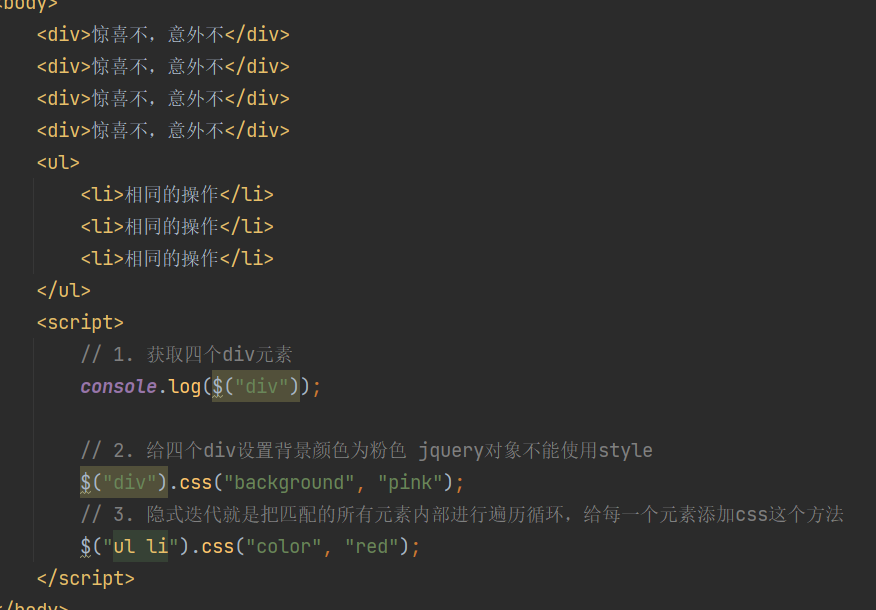 <body>
<div>惊喜不，意外不</div>
<div>惊喜不，意外不</div>
<div>惊喜不，意外不</div>
<div>惊喜不，意外不</div>
<ul>
<li>相同的操作</li>
<li>相同的操作</li>
<li>相同的操作</li>
</ul>
<script>
// 1. 获取四个div元素
console.log($("div"));
// 2. 给四个div设置背景颜色为粉色 jquery对象不能使用style
$("div").css("background", "pink");
// 3. 隐式迭代就是把匹配的所有元素内部进行遍历循环，给每一个元素添加css这个方法
$("ul li").css("color", "red");
</script>
</body>